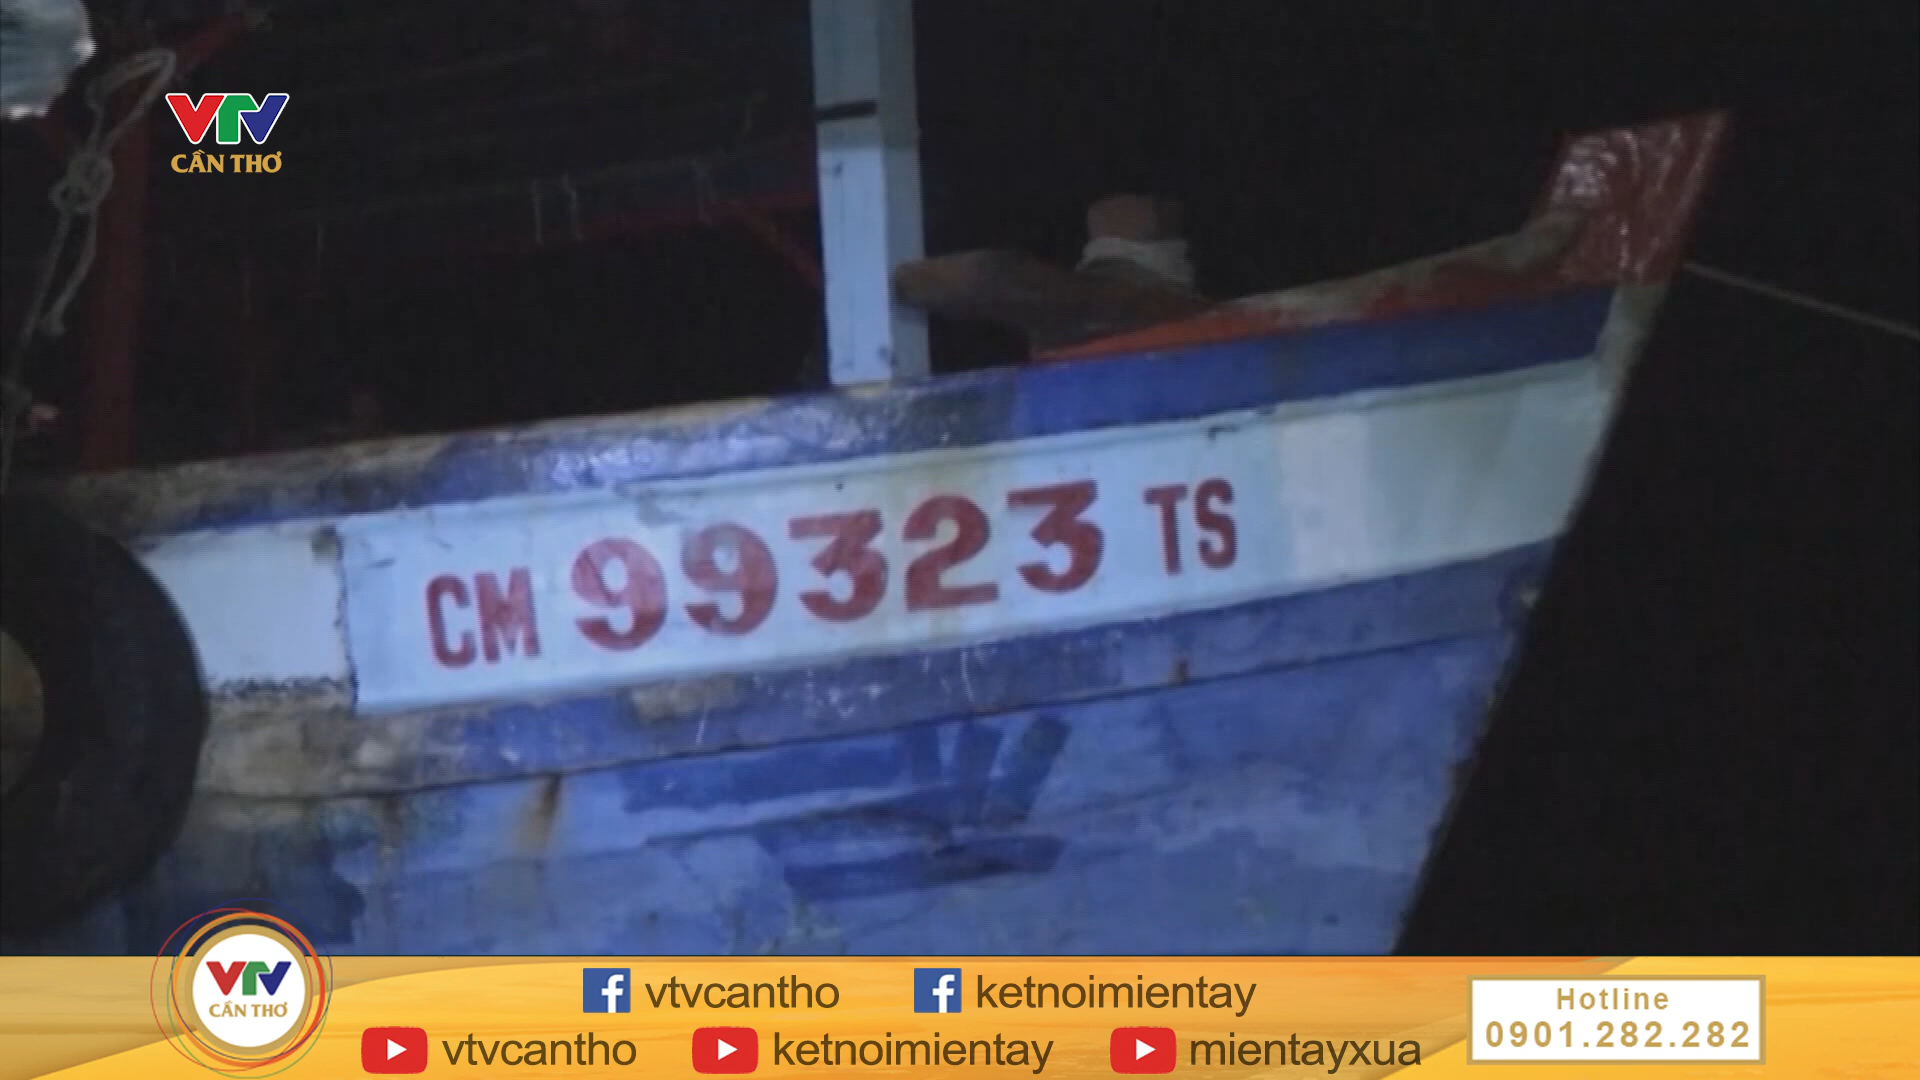 VTV
CẦN THƠ
CM 99323 TS
VTV
CẦN THƠ
vtvcantho ketnoimientay
vtvcantho ketnoimientay mientayxua
Hotline
0901.282.282